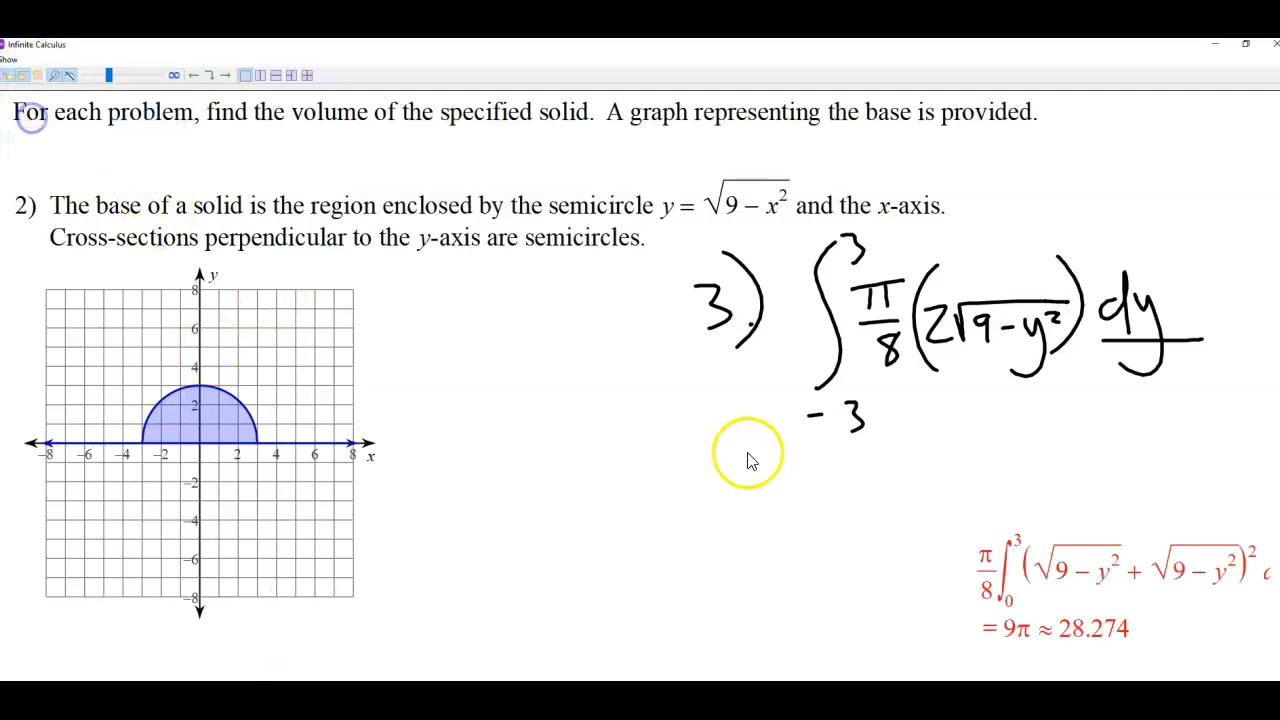 Infinite Calculus
Show
For each problem, find the volume of the specified solid. A graph representing the base is provided.
2) The base of a solid is the region enclosed by the semicircle y = √9 − x² and the x-axis.
Cross-sections perpendicular to the y-axis are semicircles.
y
8
6
4
2
−8 −6 −4 −2 2 4 6 8 x
−2
−4
−6
−8
3.) ∫ 3 −3 π/8 (2√9−y²) dy
π/8 ∫ 3 0 (√9 − y² + √9 − y²)²
= 9π ≈ 28.274